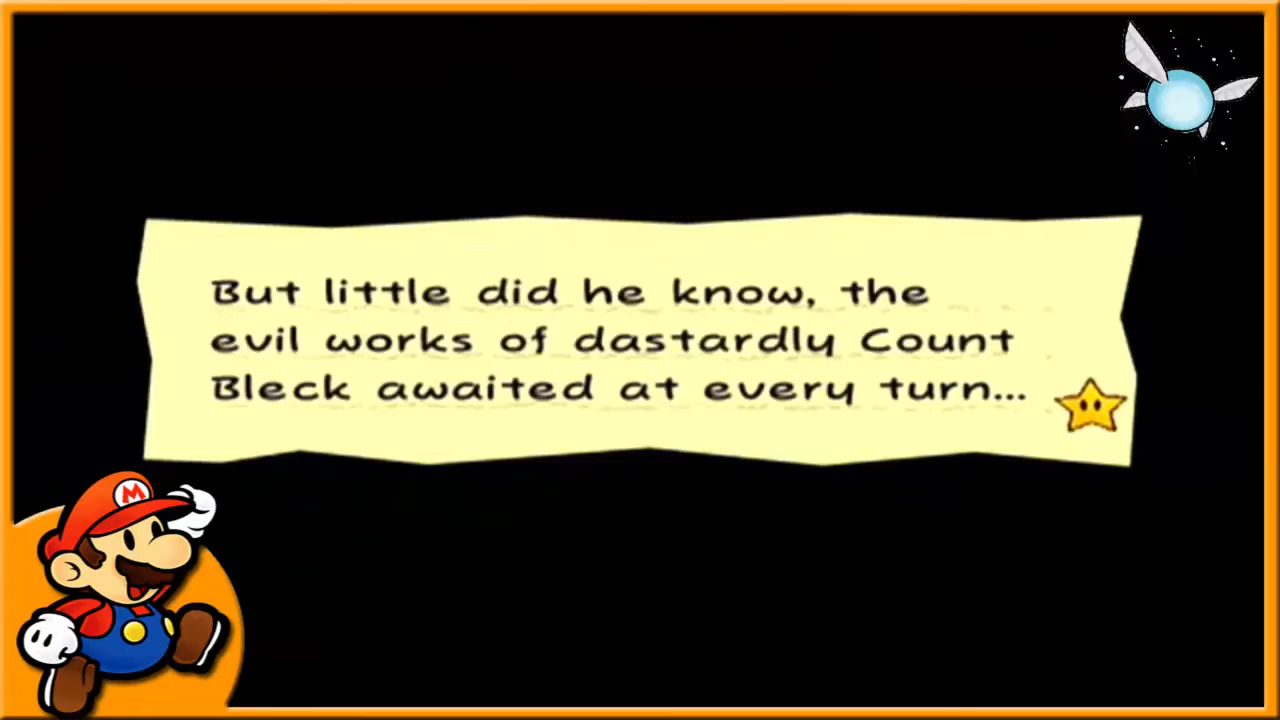 But little did he know, the
evil works of dastardly Count
Bleck awaited at every turn...
M